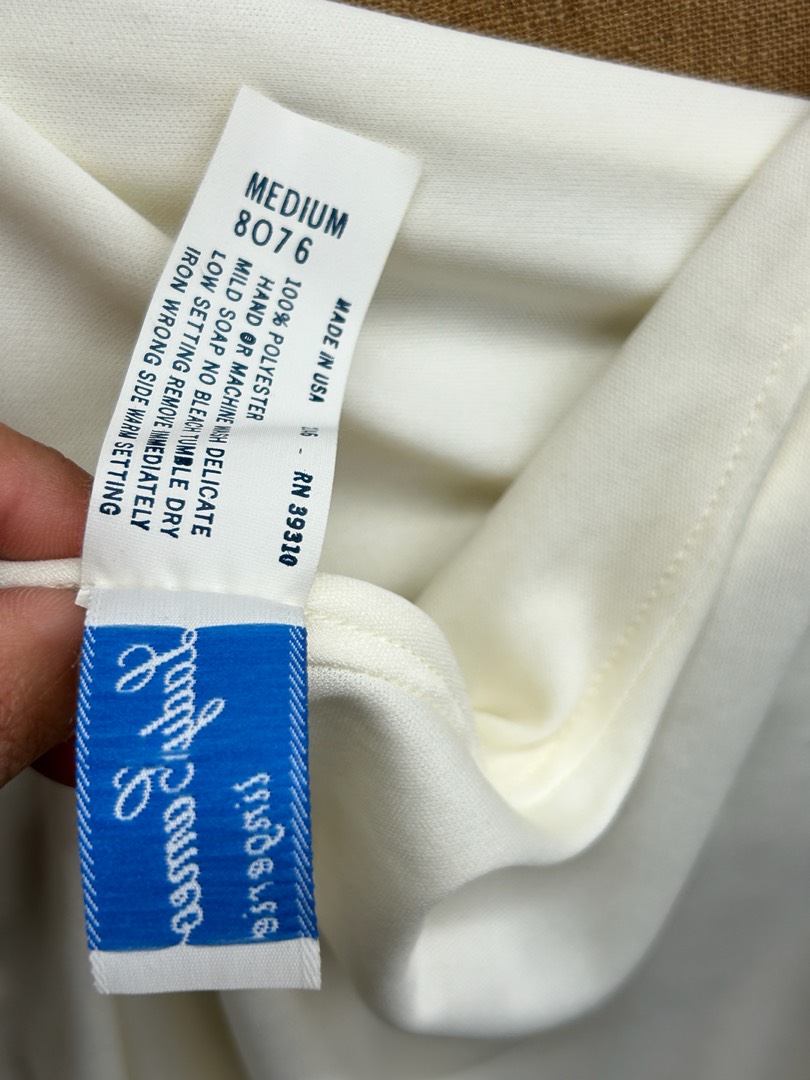 MEDIUM
8076
MADE IN USA - RN 39310
100% POLYESTER
HAND OR MACHINE WASH DELICATE
MILD SOAP NO BLEACH TUMBLE DRY
LOW SETTING REMOVE IMMEDIATELY
IRON WRONG SIDE WARM SETTING